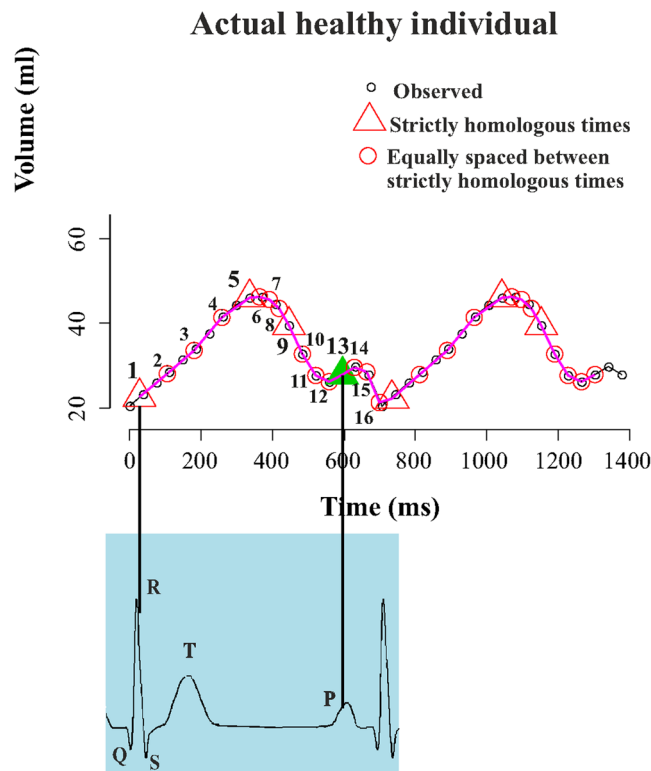 Actual healthy individual
Volume (ml)
Observed
Strictly homologous times
Equally spaced between
strictly homologous times
60
40
20
1
2
3
4
5
6
7
8
9
10
11
12
13
14
15
16
0 200 400 600 800 1000 1200 1400
Time (ms)
R
T
P
Q
S